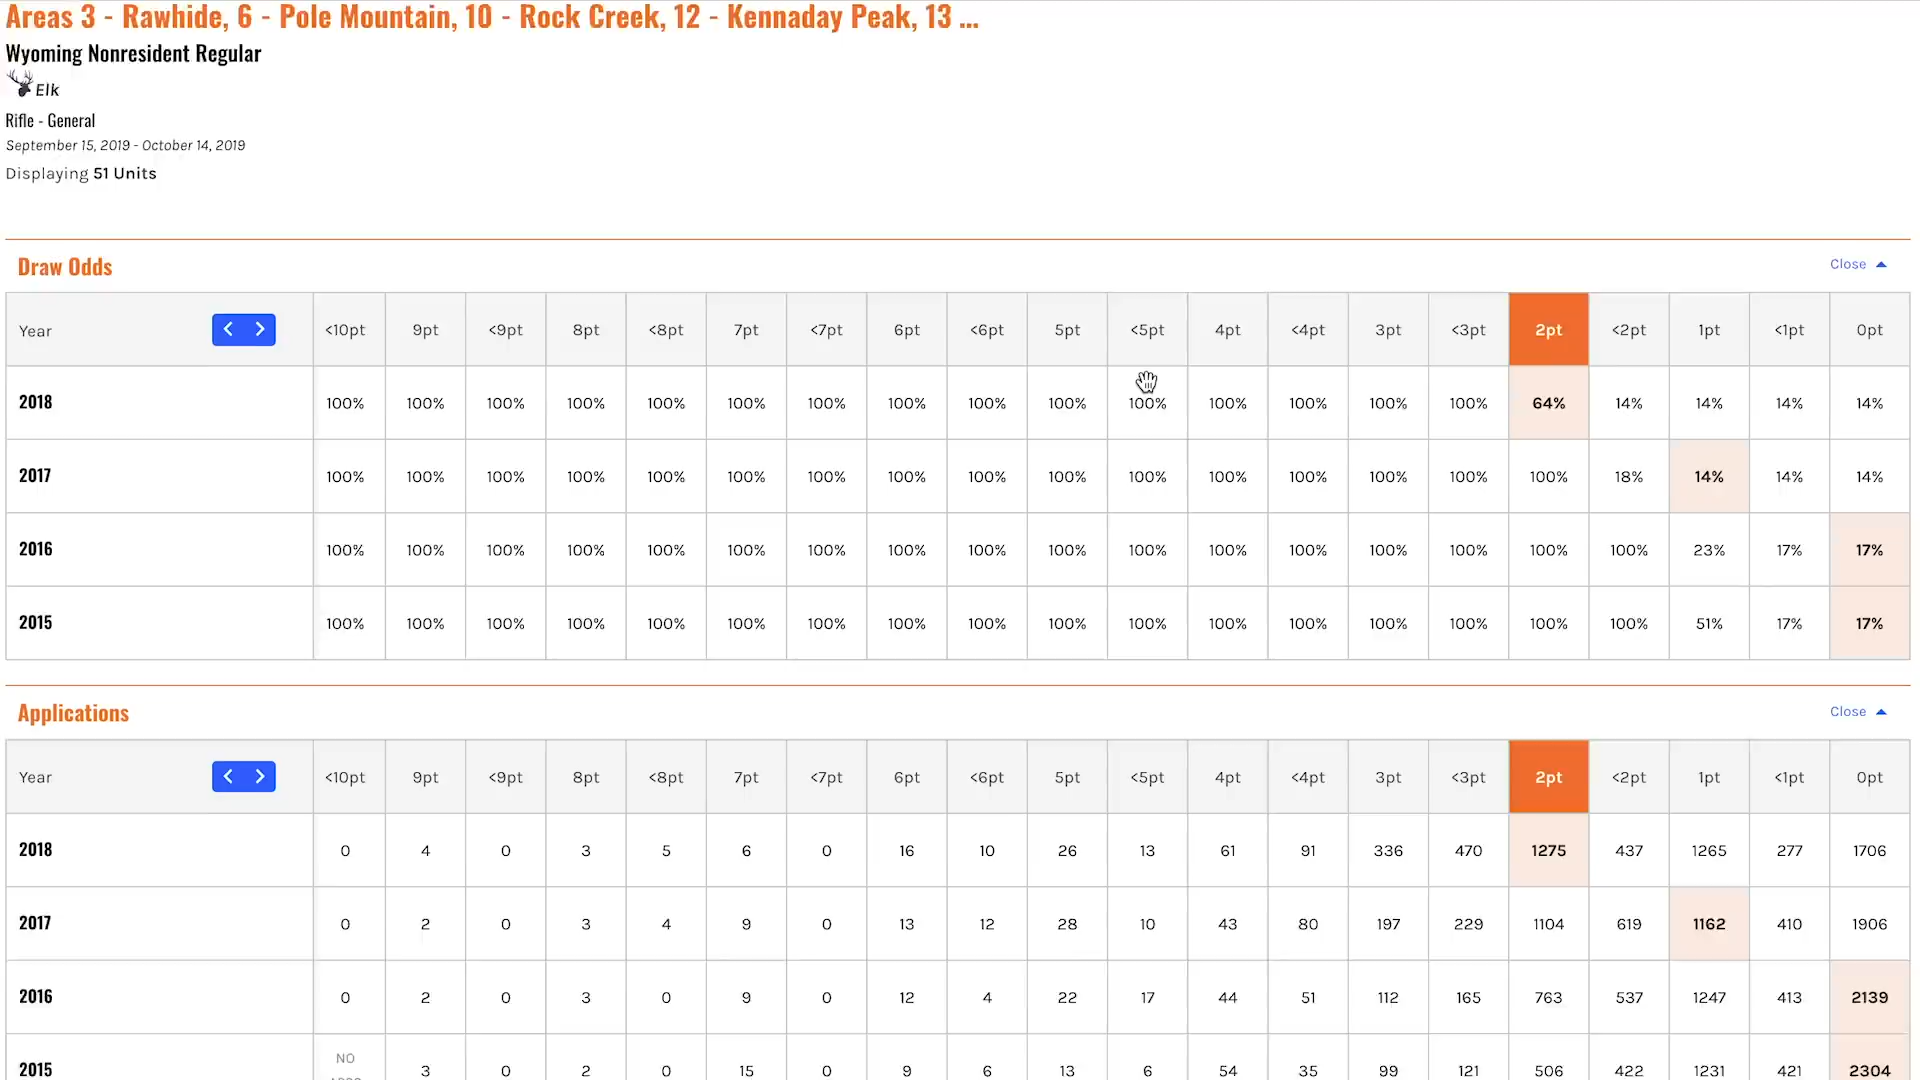 Areas 3 - Rawhide, 6 - Pole Mountain, 10 - Rock Creek, 12 - Kennaday Peak, 13 ...
Wyoming Nonresident Regular
Elk
Rifle - General
September 15, 2019 - October 14, 2019
Displaying 51 Units
Draw Odds
Close
Year <10pt 9pt <9pt 8pt <8pt 7pt <7pt 6pt <6pt 5pt <5pt 4pt <4pt 3pt <3pt 2pt <2pt 1pt <1pt 0pt
2018 100% 100% 100% 100% 100% 100% 100% 100% 100% 100% 100% 100% 100% 100% 100% 64% 14% 14% 14% 14%
2017 100% 100% 100% 100% 100% 100% 100% 100% 100% 100% 100% 100% 100% 100% 100% 100% 18% 14% 14% 14%
2016 100% 100% 100% 100% 100% 100% 100% 100% 100% 100% 100% 100% 100% 100% 100% 100% 100% 23% 17% 17%
2015 100% 100% 100% 100% 100% 100% 100% 100% 100% 100% 100% 100% 100% 100% 100% 100% 100% 51% 17% 17%
Applications
Close
Year <10pt 9pt <9pt 8pt <8pt 7pt <7pt 6pt <6pt 5pt <5pt 4pt <4pt 3pt <3pt 2pt <2pt 1pt <1pt 0pt
2018 0 4 0 3 5 6 0 16 10 26 13 61 91 336 470 1275 437 1265 277 1706
2017 0 2 0 3 4 9 0 13 12 28 10 43 80 197 229 1104 619 1162 410 1906
2016 0 2 0 3 0 9 0 12 4 22 17 44 51 112 165 763 537 1247 413 2139
2015 NO 3 0 2 0 15 0 9 6 13 6 54 35 99 121 506 422 1231 421 2304